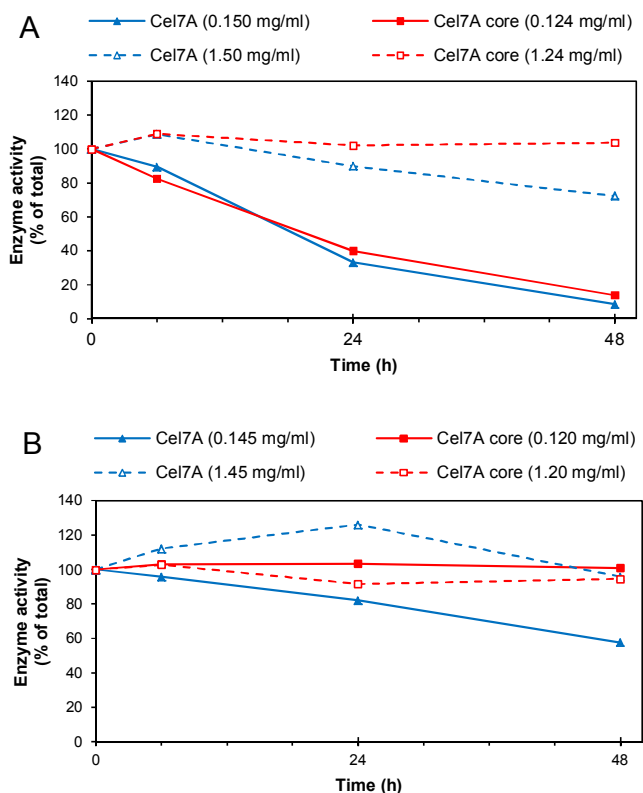 A
Cel7A (0.150 mg/ml) Cel7A core (0.124 mg/ml)
Cel7A (1.50 mg/ml) Cel7A core (1.24 mg/ml)
140
120
100
80
60
40
20
0
Enzyme activity
(% of total)
0 24 48
Time (h)
B
Cel7A (0.145 mg/ml) Cel7A core (0.120 mg/ml)
Cel7A (1.45 mg/ml) Cel7A core (1.20 mg/ml)
140
120
100
80
60
40
20
0
Enzyme activity
(% of total)
0 24 48
Time (h)